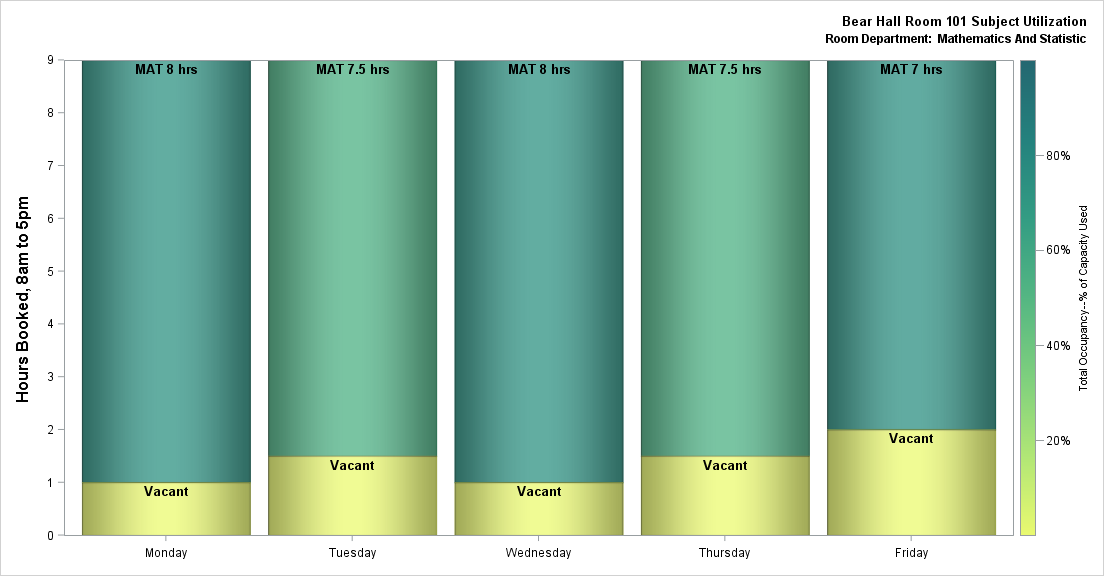 Bear Hall Room 101 Subject Utilization
Room Department: Mathematics And Statistic
Hours Booked, 8am to 5pm
9
8
7
6
5
4
3
2
1
0
MAT 8 hrs
MAT 7.5 hrs
MAT 8 hrs
MAT 7.5 hrs
MAT 7 hrs
Vacant
Vacant
Vacant
Vacant
Vacant
Monday
Tuesday
Wednesday
Thursday
Friday
80%
60%
40%
20%
Total Occupancy--% of Capacity Used